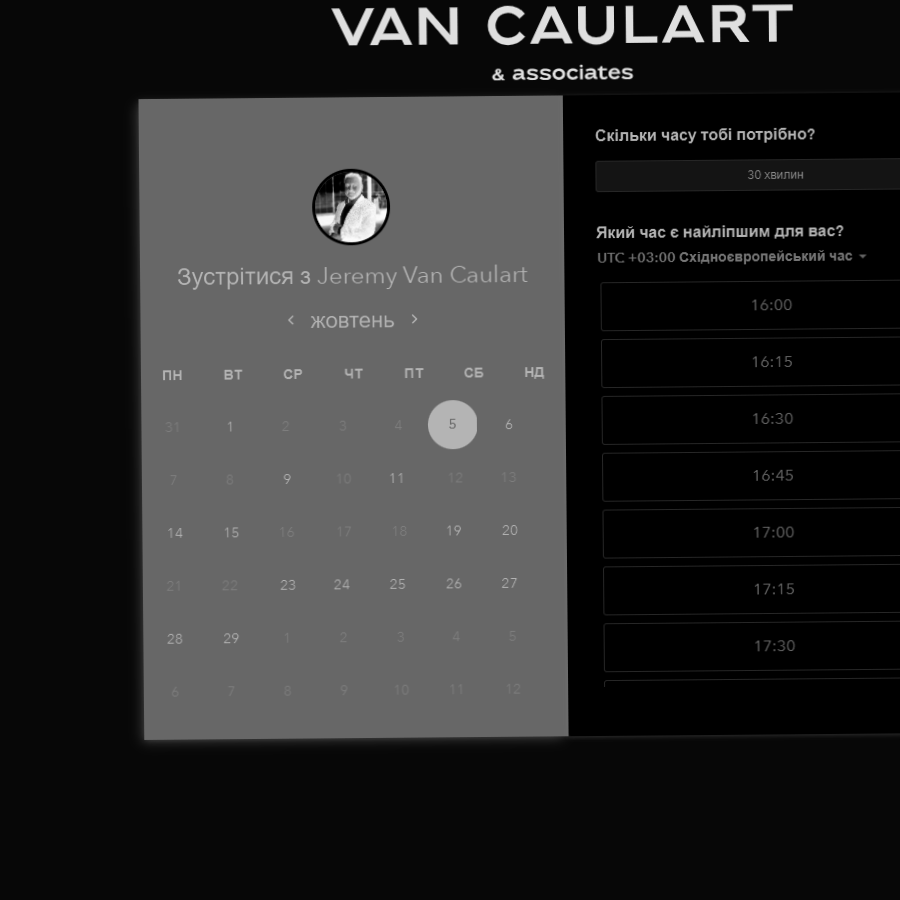 VAN CAULART
& associates
Зустрітися з Jeremy Van Caulart
жовтень
ПН ВТ СР ЧТ ПТ СБ НД
31 1 2 3 4 5 6
7 8 9 10 11 12 13
14 15 16 17 18 19 20
21 22 23 24 25 26 27
28 29 1 2 3 4 5
6 7 8 9 10 11 12
Скільки часу тобі потрібно?
30 хвилин
Який час є найліпшим для вас?
UTC +03:00 Східноєвропейський час
16:00
16:15
16:30
16:45
17:00
17:15
17:30